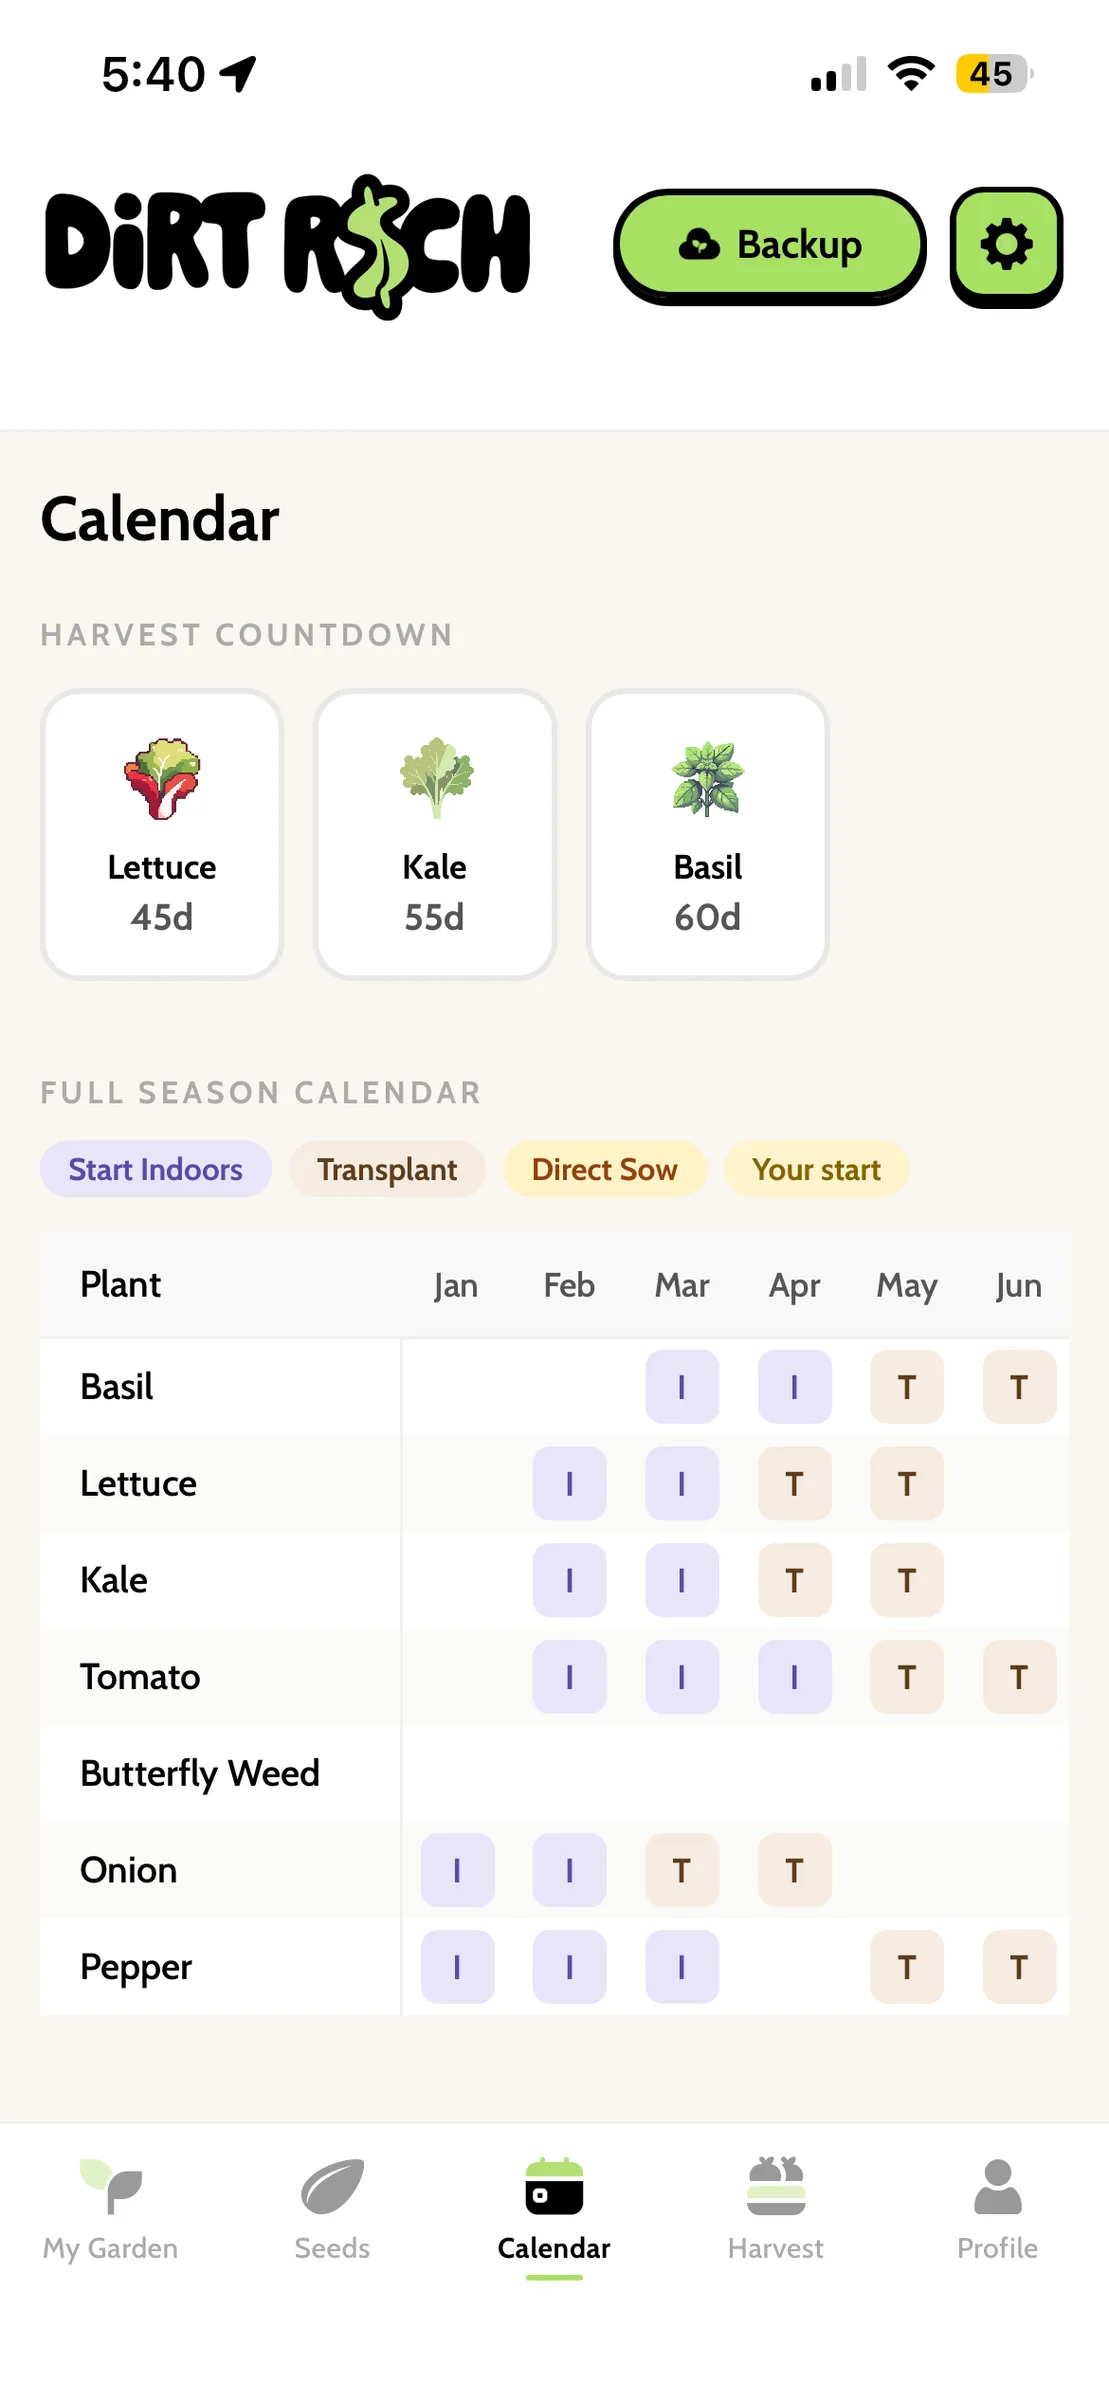 5:40
45
DiRT RiCH
Backup
Calendar
HARVEST COUNTDOWN
Lettuce Kale Basil
45d 55d 60d
FULL SEASON CALENDAR
Start Indoors Transplant Direct Sow Your start
Plant Jan Feb Mar Apr May Jun
Basil I I T T
Lettuce I I T T
Kale I I T T
Tomato I I I T T
Butterfly Weed
Onion I I T T
Pepper I I I T T
My Garden Seeds Calendar Harvest Profile